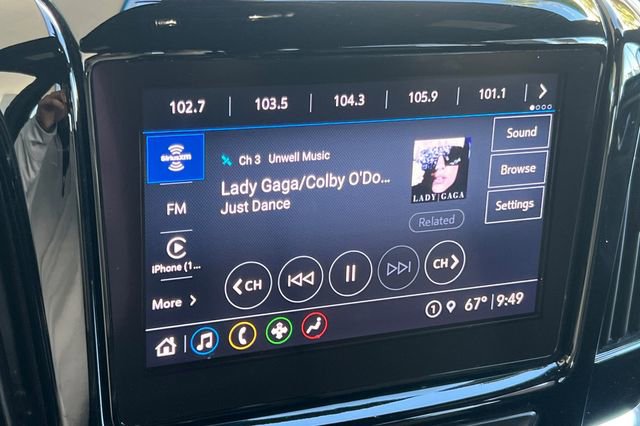 102.7 | 103.5 | 104.3 | 105.9 | 101.1 >
SiriusXM
Ch 3 Unwell Music
Lady Gaga/Colby O'Do...
Just Dance
LADY GAGA
Related
Sound
Browse
Settings
FM
iPhone (1...
More >
<CH
CH>
1 67° | 9:49